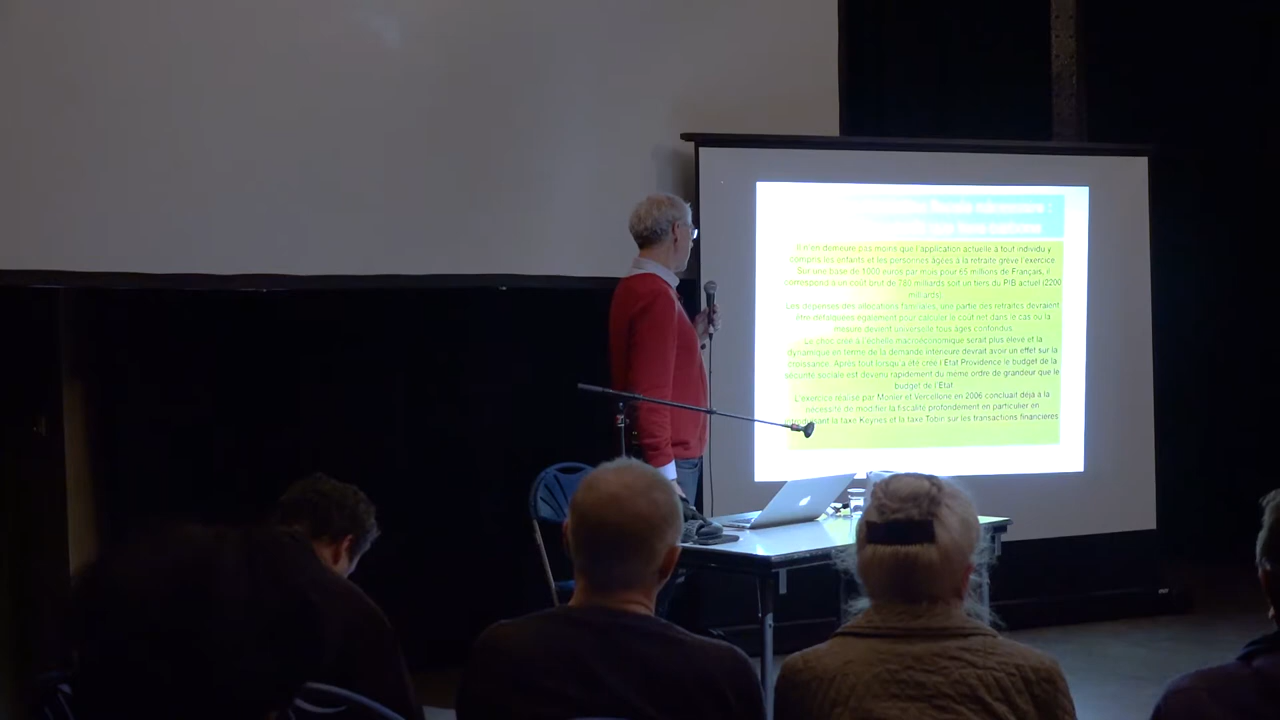 Il n'en demeure pas moins que l'application actuelle à tout individu y
compris les enfants et les personnes âgées à la retraite grève l'exercice
Sur une base de 1000 euros par mois pour 65 millions de Français, il
correspond à un coût brut de 780 milliards soit un tiers du PIB actuel (2200
milliards)
Les dépenses des allocations familiales, une partie des retraites devraient
être défalquées également pour calculer le coût net dans le cas ou la
mesure devient universelle tous âges confondus.
Le choc créé à l'échelle macroéconomique serait plus élevé et la
dynamique en terme de la demande intérieure devrait avoir un effet sur la
croissance. Après tout lorsqu'a été créé l'Etat Providence le budget de la
sécurité sociale est devenu rapidement du même ordre de grandeur que le
budget de l'Etat
L'exercice réalisé par Monier et Vercellone en 2006 concluait déjà à la
nécessité de modifier la fiscalité profondément en particulier en
introduisant la taxe Keynes et la taxe Tobin sur les transactions financières